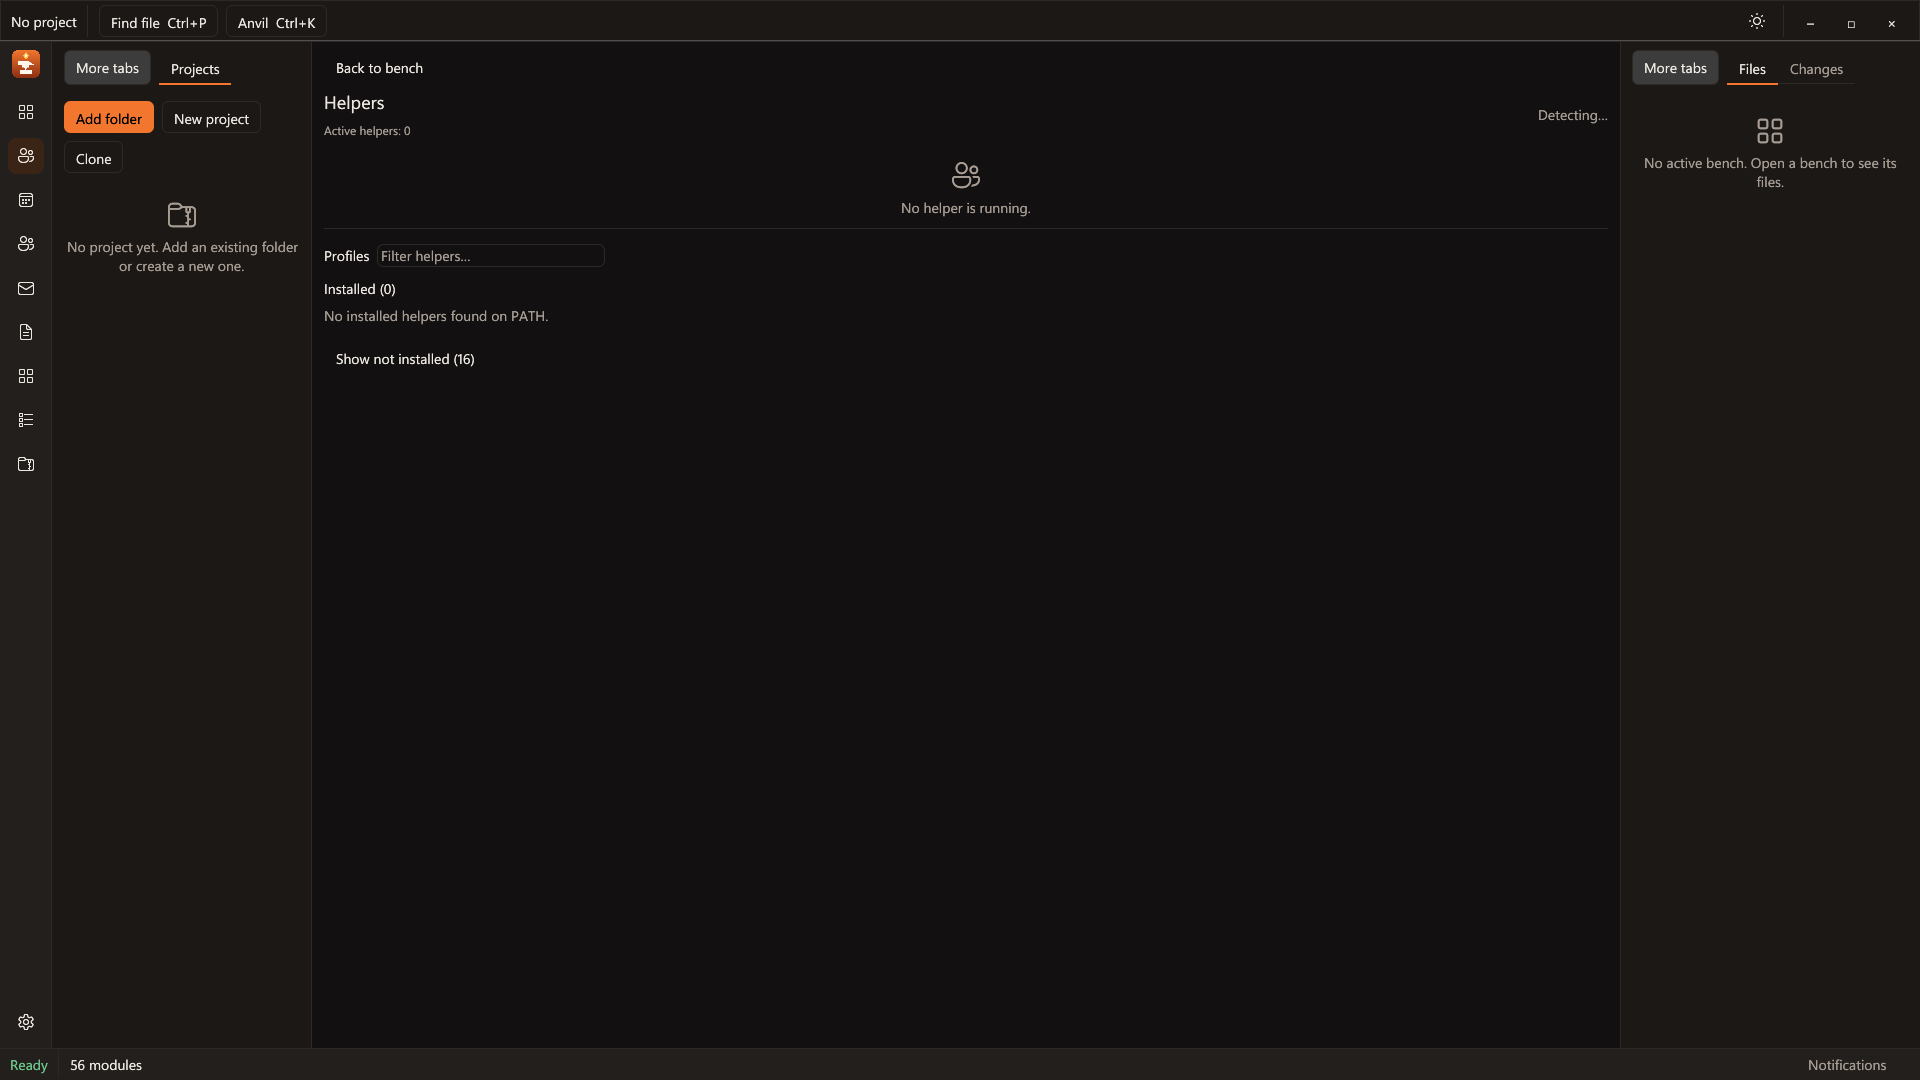 No project
Find file Ctrl+P
Anvil Ctrl+K
More tabs
Projects
Add folder
New project
Clone
No project yet. Add an existing folder
or create a new one.
Back to bench
Helpers
Active helpers: 0
Detecting...
No helper is running.
Profiles
Filter helpers...
Installed (0)
No installed helpers found on PATH.
Show not installed (16)
More tabs
Files
Changes
No active bench. Open a bench to see its
files.
Ready
56 modules
Notifications